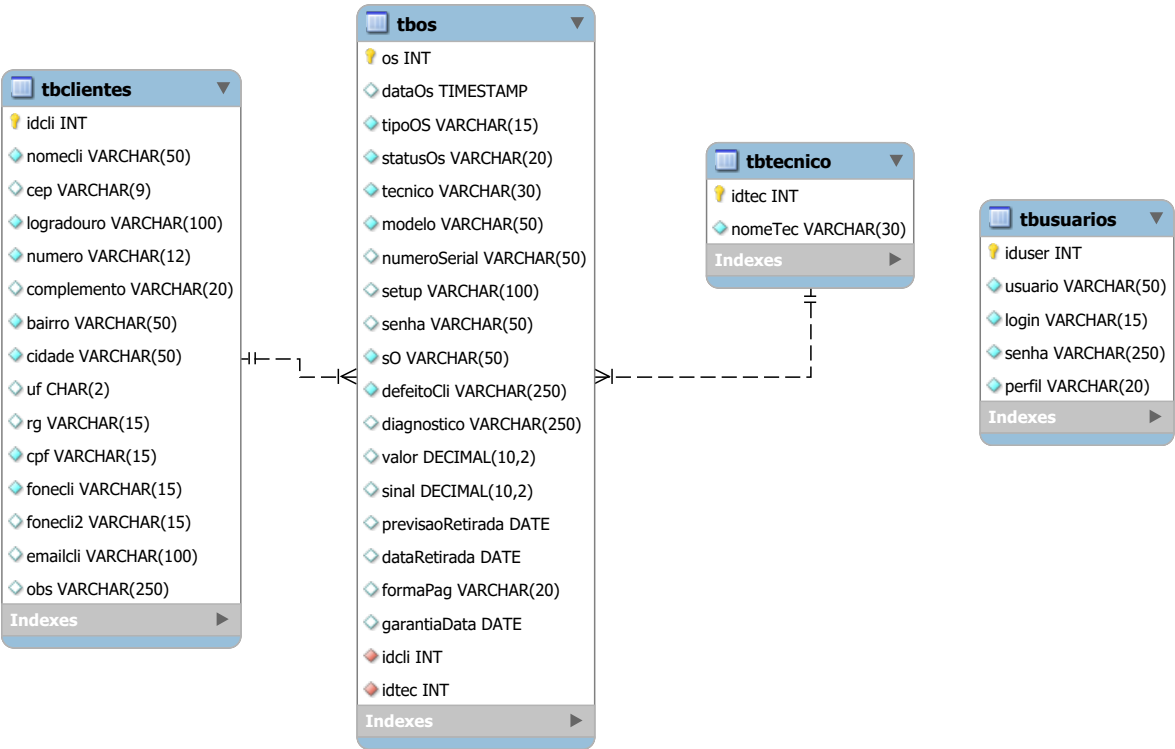 tbclientes
idcli INT
nomecli VARCHAR(50)
cep VARCHAR(9)
logradouro VARCHAR(100)
numero VARCHAR(12)
complemento VARCHAR(20)
bairro VARCHAR(50)
cidade VARCHAR(50)
uf CHAR(2)
rg VARCHAR(15)
cpf VARCHAR(15)
fonecli VARCHAR(15)
fonecli2 VARCHAR(15)
emailcli VARCHAR(100)
obs VARCHAR(250)
Indexes
tbos
os INT
dataOs TIMESTAMP
tipoOS VARCHAR(15)
statusOs VARCHAR(20)
tecnico VARCHAR(30)
modelo VARCHAR(50)
numeroSerial VARCHAR(50)
setup VARCHAR(100)
senha VARCHAR(50)
sO VARCHAR(50)
defeitoCli VARCHAR(250)
diagnostico VARCHAR(250)
valor DECIMAL(10,2)
sinal DECIMAL(10,2)
previsaoRetirada DATE
dataRetirada DATE
formaPag VARCHAR(20)
garantiaData DATE
idcli INT
idtec INT
Indexes
tbtecnico
idtec INT
nomeTec VARCHAR(30)
Indexes
tbusuarios
iduser INT
usuario VARCHAR(50)
login VARCHAR(15)
senha VARCHAR(250)
perfil VARCHAR(20)
Indexes